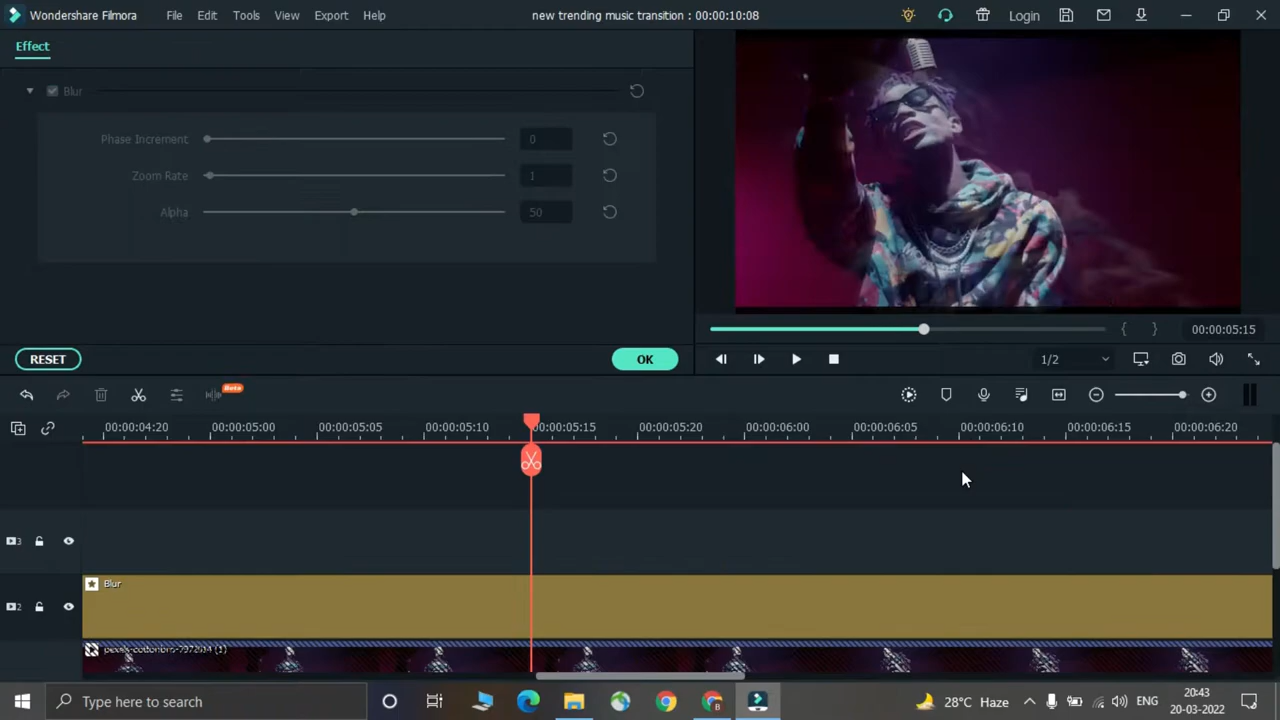 Wondershare Filmora File Edit Tools View Export Help new trending music transition : 00:00:10:08 Login
Effect
Blur
Phase Increment 0
Zoom Rate 1
Alpha 50
00:00:05:15
RESET OK 1/2
Beta
00:00:04:20 00:00:05:00 00:00:05:05 00:00:05:10 00:00:05:15 00:00:05:20 00:00:06:00 00:00:06:05 00:00:06:10 00:00:06:15 00:00:06:20
3
Blur
2
Type here to search 28°C Haze ENG 20:43
20-03-2022